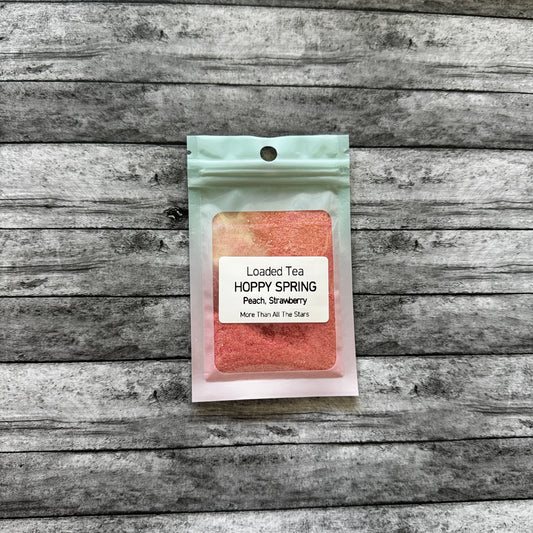 Loaded Tea
HOPPY SPRING
Peach, Strawberry
More Than All The Stars